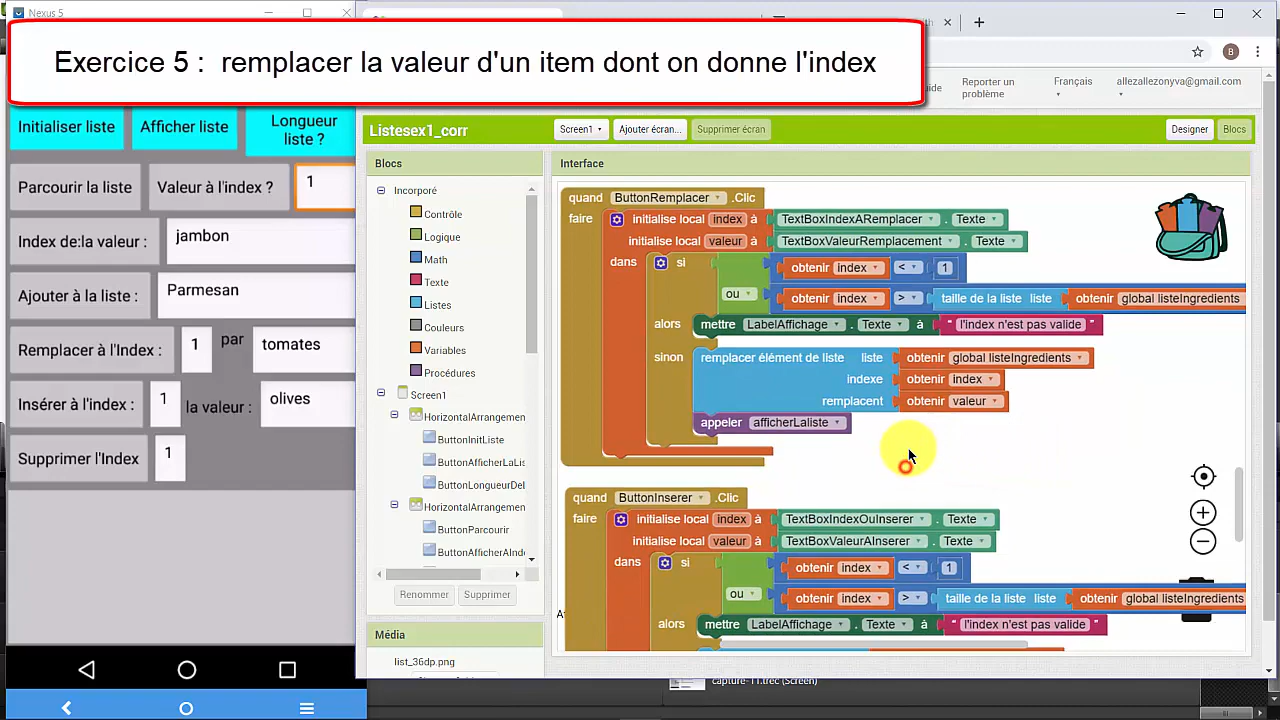 Nexus 5
Exercice 5 : remplacer la valeur d'un item dont on donne l'index
Reporter un
problème
Français
allezallezonyva@gmail.com
B
Initialiser liste
Afficher liste
Longueur
liste ?
Parcourir la liste
Valeur à l'index ?
1
Index de:la valeur :
jambon
Ajouter à la liste :
Parmesan
Remplacer à l'Index :
1
par
tomates
Insérer à l'index :
1
la valeur :
olives
Supprimer l'Index
1
Listesex1_corr
Screen1
Ajouter écran...
Supprimer écran
Designer
Blocs
Blocs
Incorporé
Contrôle
Logique
Math
Texte
Listes
Couleurs
Variables
Procédures
Screen1
HorizontalArrangemen
ButtonInitListe
ButtonAfficherLaLis
ButtonLongueurDeL
HorizontalArrangemen
ButtonParcourir
ButtonAfficherAInde
Renommer
Supprimer
Média
list_36dp.png
Interface
quand ButtonRemplacer .Clic
faire initialise local index à TextBoxIndexARemplacer . Texte
initialise local valeur à TextBoxValeurRemplacement . Texte
dans si obtenir index < 1
ou obtenir index > taille de la liste liste obtenir global listeIngredients
alors mettre LabelAffichage . Texte à " l'index n'est pas valide "
sinon remplacer élément de liste liste obtenir global listeIngredients
indexe obtenir index
remplacent obtenir valeur
appeler afficherLaliste
quand ButtonInserer .Clic
faire initialise local index à TextBoxIndexOuInserer . Texte
initialise local valeur à TextBoxValeurAInserer . Texte
dans si obtenir index < 1
ou obtenir index > taille de la liste liste obtenir global listeIngredients
alors mettre LabelAffichage . Texte à " l'index n'est pas valide "
capture-11.trec (Screen)